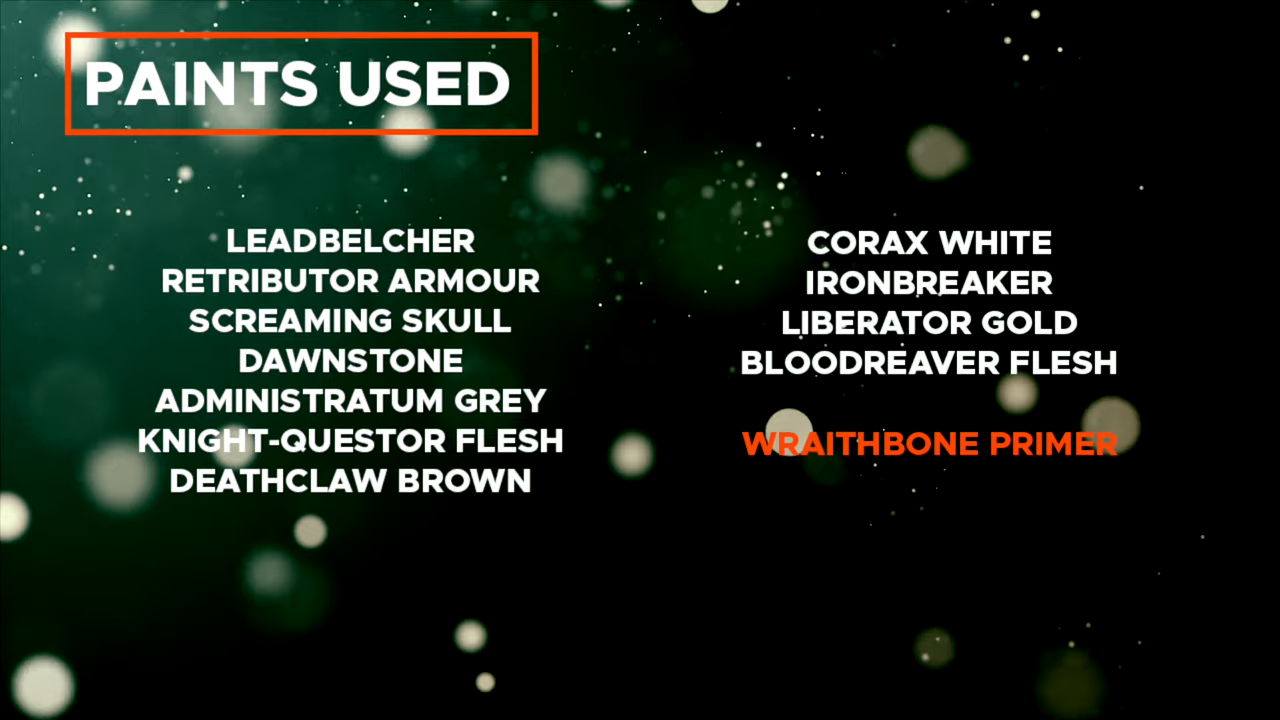 PAINTS USED
LEADBELCHER
RETRIBUTOR ARMOUR
SCREAMING SKULL
DAWNSTONE
ADMINISTRATUM GREY
KNIGHT-QUESTOR FLESH
DEATHCLAW BROWN
CORAX WHITE
IRONBREAKER
LIBERATOR GOLD
BLOODREAVER FLESH
WRAITHBONE PRIMER